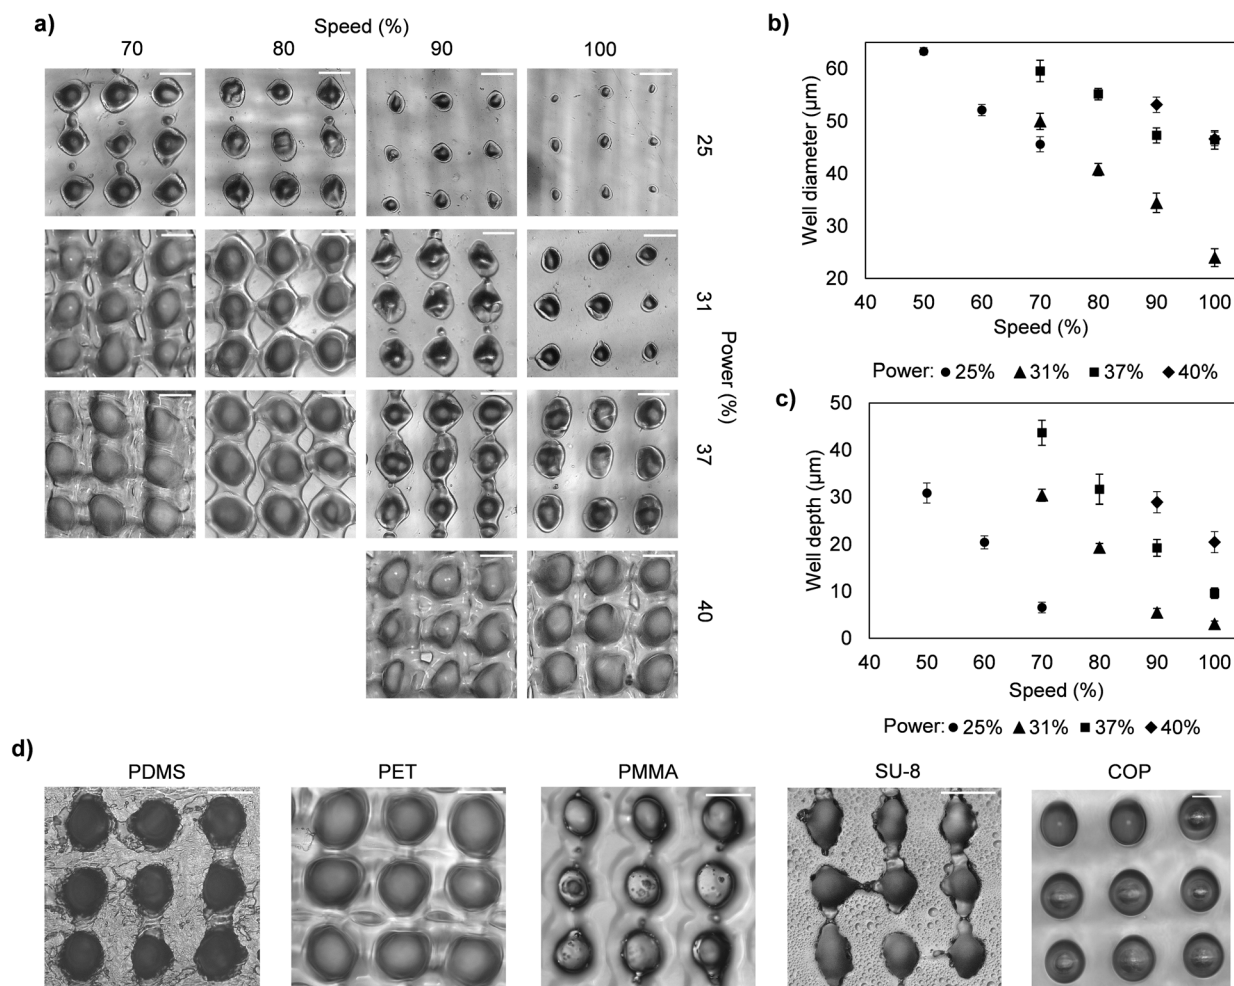 a)
Speed (%)
70 80 90 100
25
31
37
40
Power (%)
b)
Well diameter (µm)
60
50
40
30
20
40 50 60 70 80 90 100
Speed (%)
Power: 25% 31% 37% 40%
c)
Well depth (µm)
50
40
30
20
10
0
40 50 60 70 80 90 100
Speed (%)
Power: 25% 31% 37% 40%
d)
PDMS PET PMMA SU-8 COP